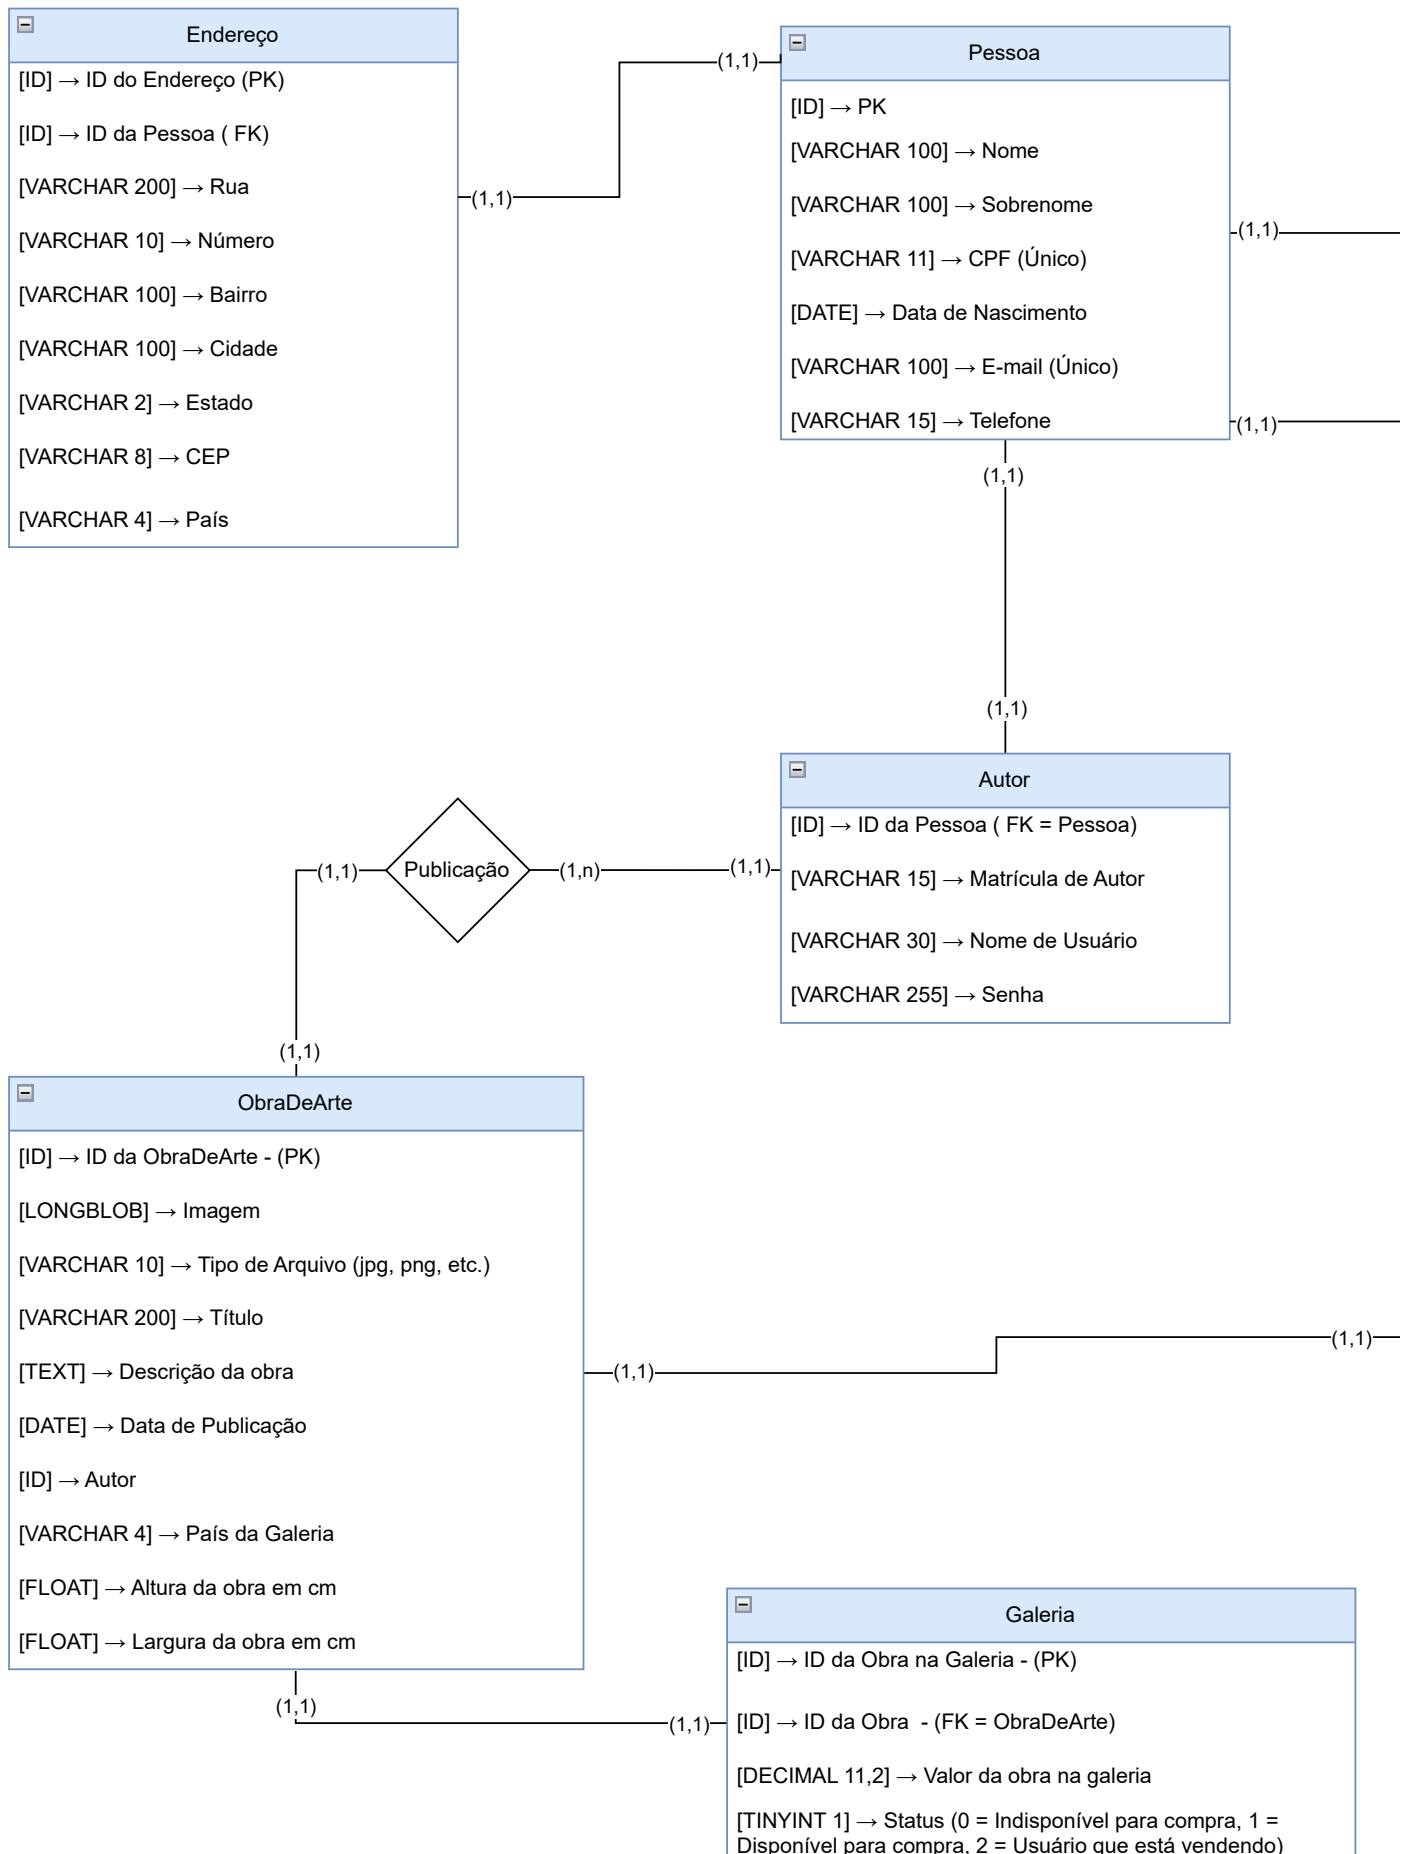 Endereço
[ID] → ID do Endereço (PK)
[ID] → ID da Pessoa ( FK)
[VARCHAR 200] → Rua
[VARCHAR 10] → Número
[VARCHAR 100] → Bairro
[VARCHAR 100] → Cidade
[VARCHAR 2] → Estado
[VARCHAR 8] → CEP
[VARCHAR 4] → País
(1,1)
(1,1)
Pessoa
[ID] → PK
[VARCHAR 100] → Nome
[VARCHAR 100] → Sobrenome
[VARCHAR 11] → CPF (Único)
[DATE] → Data de Nascimento
[VARCHAR 100] → E-mail (Único)
[VARCHAR 15] → Telefone
(1,1)
(1,1)
(1,1)
(1,1)
Autor
[ID] → ID da Pessoa ( FK = Pessoa)
[VARCHAR 15] → Matrícula de Autor
[VARCHAR 30] → Nome de Usuário
[VARCHAR 255] → Senha
(1,1)
Publicação
(1,n)
(1,1)
(1,1)
ObraDeArte
[ID] → ID da ObraDeArte - (PK)
[LONGBLOB] → Imagem
[VARCHAR 10] → Tipo de Arquivo (jpg, png, etc.)
[VARCHAR 200] → Título
[TEXT] → Descrição da obra
[DATE] → Data de Publicação
[ID] → Autor
[VARCHAR 4] → País da Galeria
[FLOAT] → Altura da obra em cm
[FLOAT] → Largura da obra em cm
(1,1)
(1,1)
(1,1)
(1,1)
Galeria
[ID] → ID da Obra na Galeria - (PK)
[ID] → ID da Obra  - (FK = ObraDeArte)
[DECIMAL 11,2] → Valor da obra na galeria
[TINYINT 1] → Status (0 = Indisponível para compra, 1 =
Disponível para compra, 2 = Usuário que está vendendo)